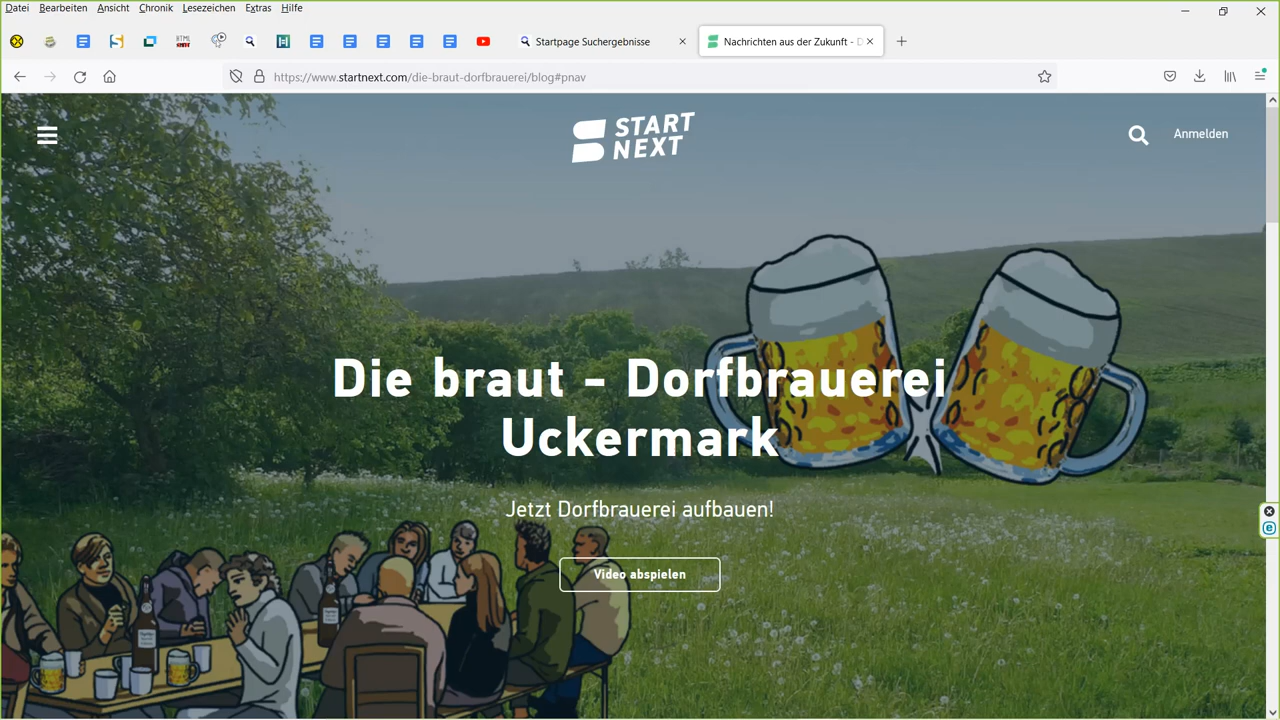 Datei Bearbeiten Ansicht Chronik Lesezeichen Extras Hilfe
Startpage Suchergebnisse
Nachrichten aus der Zukunft - D
https://www.startnext.com/die-braut-dorfbrauerei/blog#pnav
START
NEXT
Anmelden
Die braut - Dorfbrauerei
Uckermark
Jetzt Dorfbrauerei aufbauen!
Video abspielen